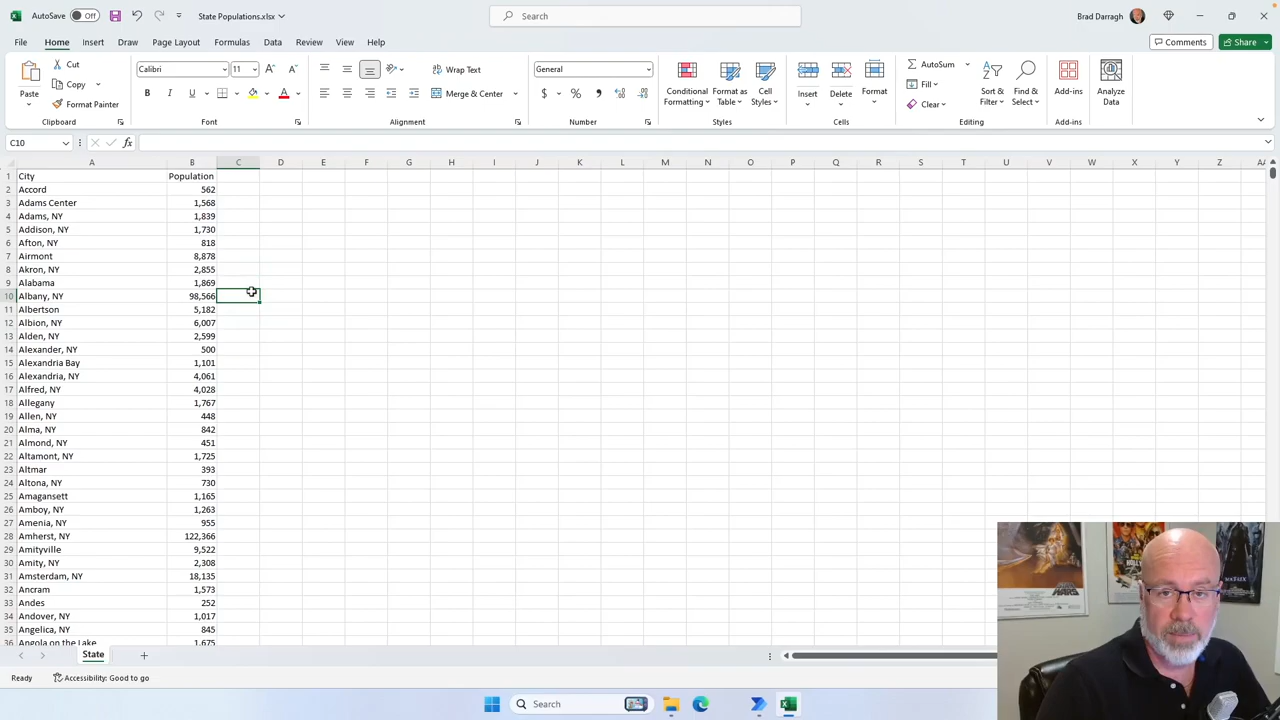 AutoSave Off State Populations.xlsx Search Brad Darragh
File Home Insert Draw Page Layout Formulas Data Review View Help Comments Share
Paste Cut Copy Format Painter Clipboard
Calibri 11 B I U A Font
Wrap Text Merge & Center Alignment
General $ % , Number
Conditional Formatting Format as Table Cell Styles Styles
Insert Delete Format Cells
AutoSum Fill Clear Sort & Filter Find & Select Editing
Add-ins Add-ins
Analyze Data
C10 fx
A B C D E F G H I J K L M N O P Q R S T U V W X Y Z AA
1 City Population
2 Accord 562
3 Adams Center 1,568
4 Adams, NY 1,839
5 Addison, NY 1,730
6 Afton, NY 818
7 Airmont 8,878
8 Akron, NY 2,855
9 Alabama 1,869
10 Albany, NY 98,566
11 Albertson 5,182
12 Albion, NY 6,007
13 Alden, NY 2,599
14 Alexander, NY 500
15 Alexandria Bay 1,101
16 Alexandria, NY 4,061
17 Alfred, NY 4,028
18 Allegany 1,767
19 Allen, NY 448
20 Alma, NY 842
21 Almond, NY 451
22 Altamont, NY 1,725
23 Altmar 393
24 Altona, NY 730
25 Amagansett 1,165
26 Amboy, NY 1,263
27 Amenia, NY 955
28 Amherst, NY 122,366
29 Amityville 9,522
30 Amity, NY 2,308
31 Amsterdam, NY 18,135
32 Ancram 1,573
33 Andes 252
34 Andover, NY 1,017
35 Angelica, NY 845
36 Angola on the Lake 1,675
State
Ready Accessibility: Good to go
Search
STAR WARS